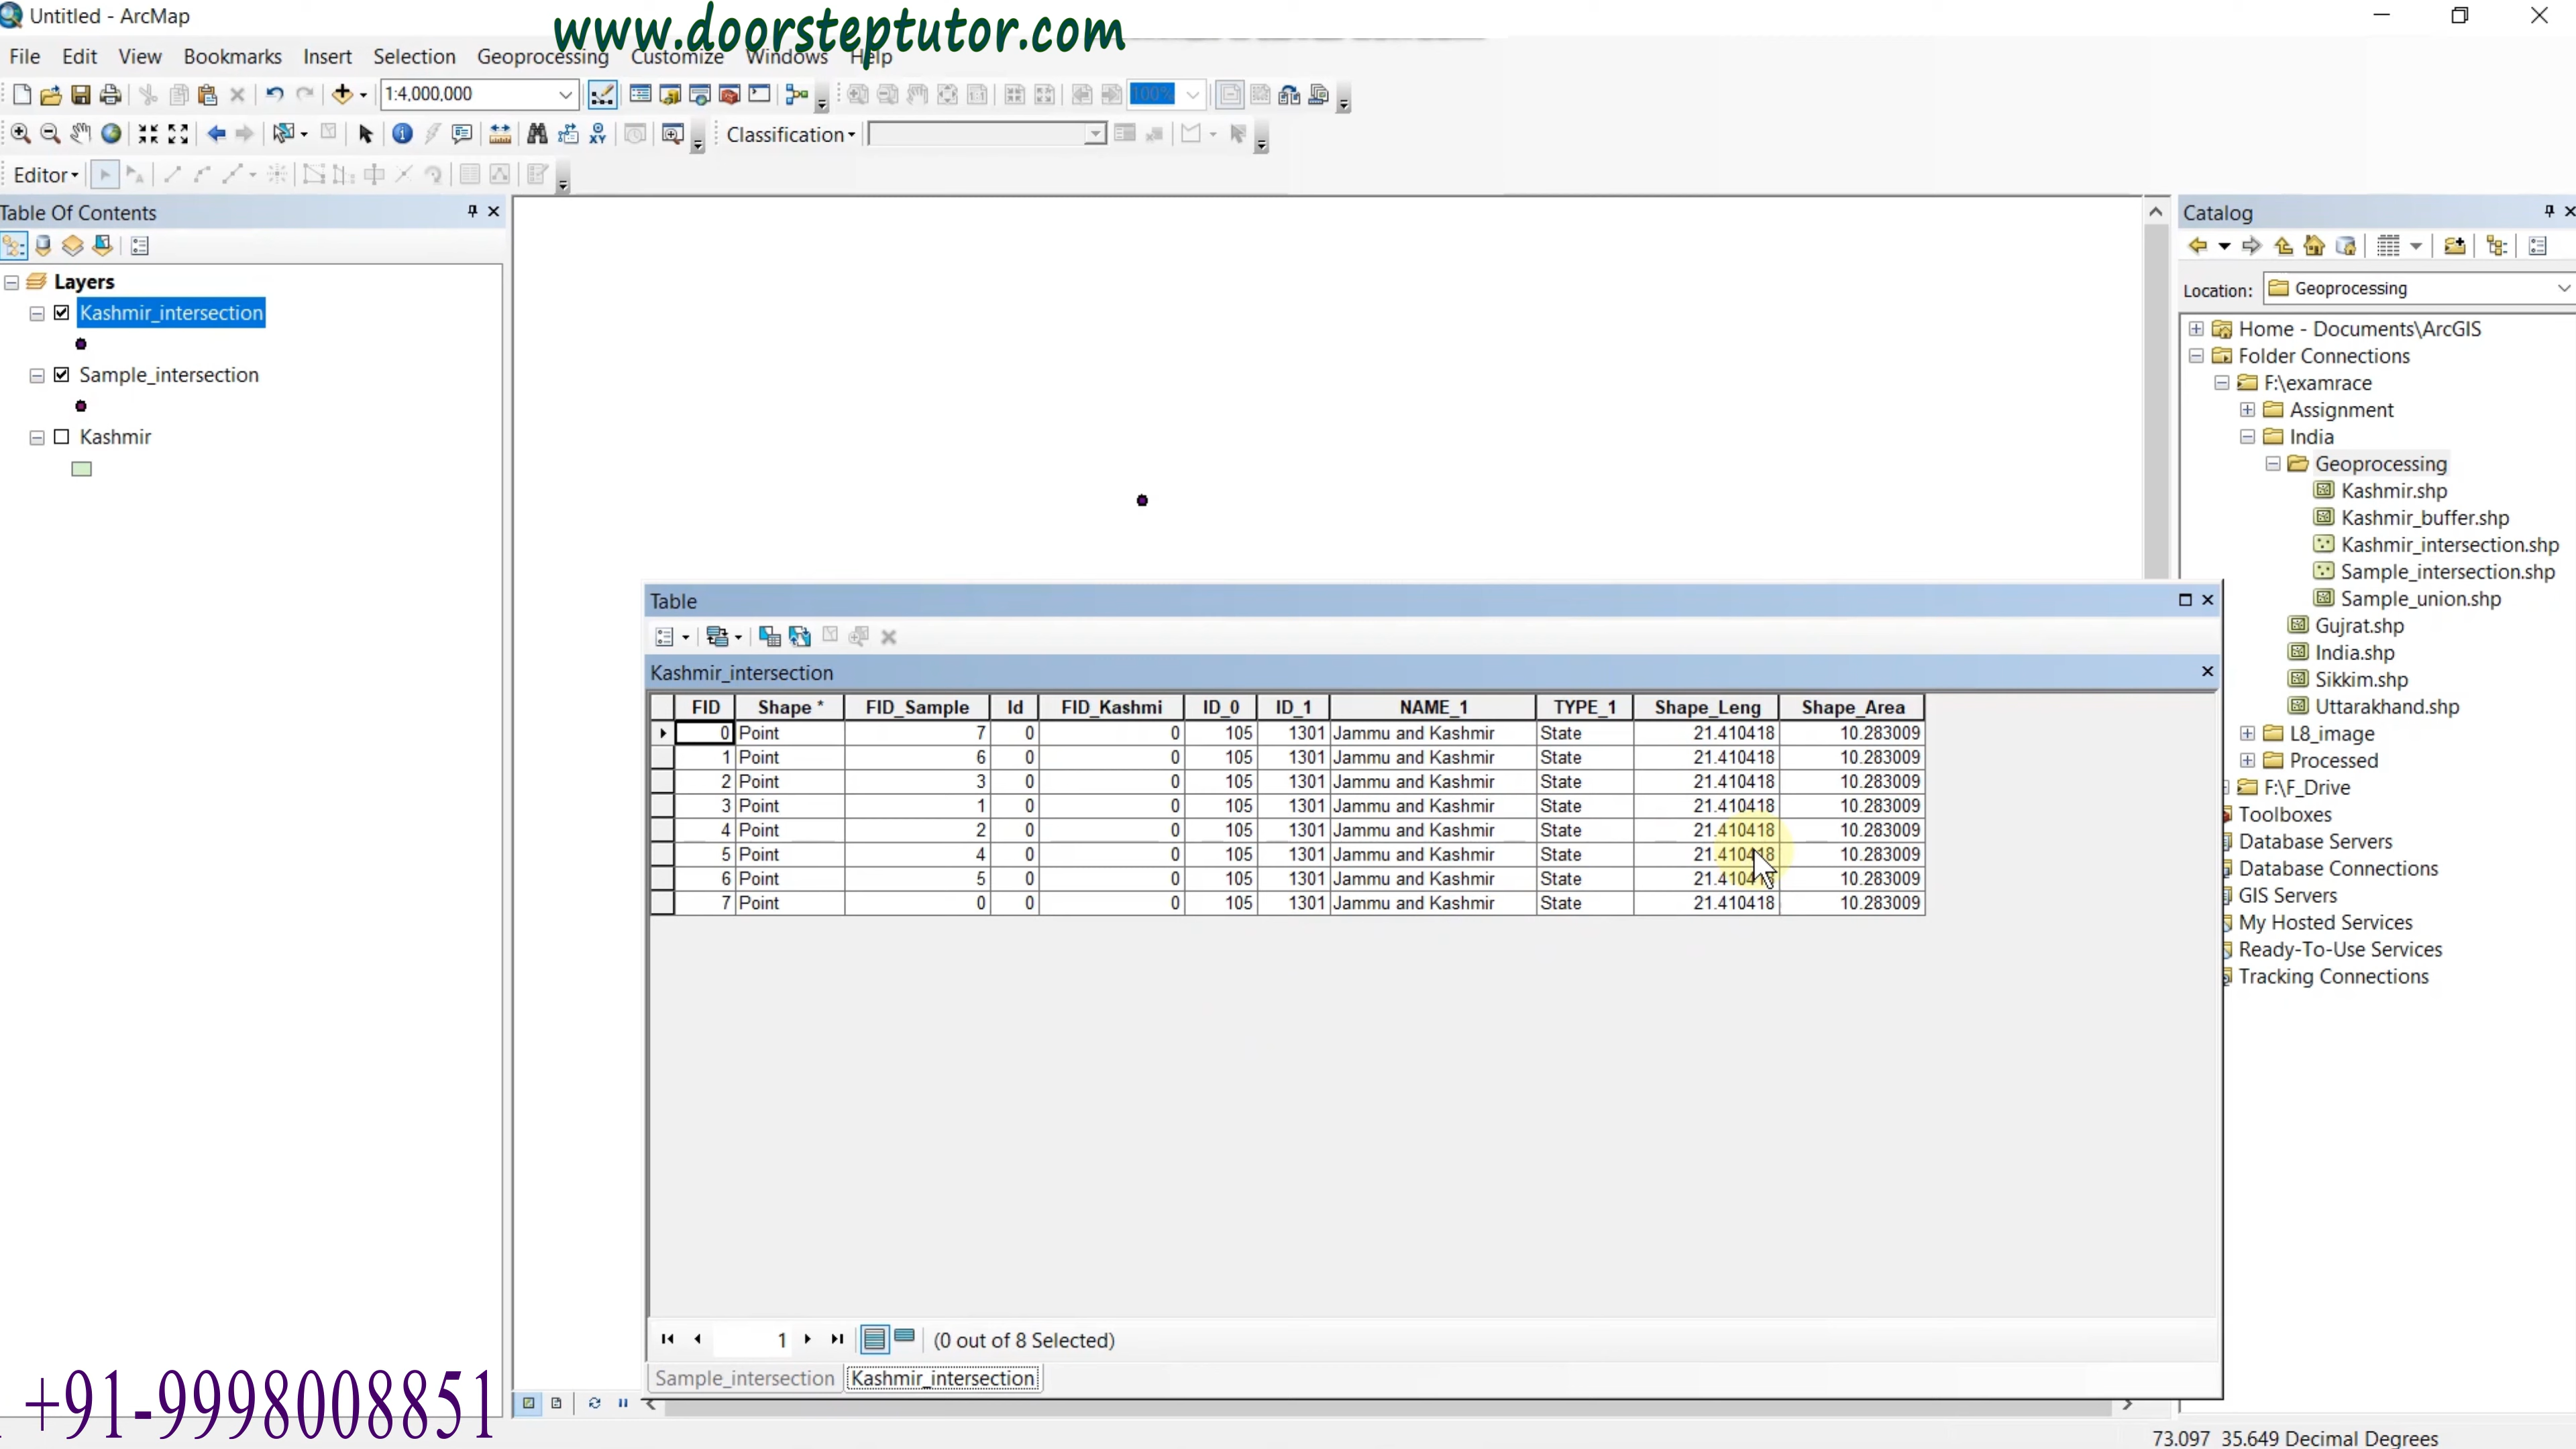 Untitled - ArcMap
www.doorsteptutor.com
File Edit View Bookmarks Insert Selection Geoprocessing Customize Windows Help
1:4,000,000
100%
Classification
Editor
Table Of Contents
Layers
Kashmir_intersection
Sample_intersection
Kashmir
Table
Kashmir_intersection
FID Shape * FID_Sample Id FID_Kashmi ID_0 ID_1 NAME_1 TYPE_1 Shape_Leng Shape_Area
0 Point 7 0 0 105 1301 Jammu and Kashmir State 21.410418 10.283009
1 Point 6 0 0 105 1301 Jammu and Kashmir State 21.410418 10.283009
2 Point 3 0 0 105 1301 Jammu and Kashmir State 21.410418 10.283009
3 Point 1 0 0 105 1301 Jammu and Kashmir State 21.410418 10.283009
4 Point 2 0 0 105 1301 Jammu and Kashmir State 21.410418 10.283009
5 Point 4 0 0 105 1301 Jammu and Kashmir State 21.410418 10.283009
6 Point 5 0 0 105 1301 Jammu and Kashmir State 21.410418 10.283009
7 Point 0 0 0 105 1301 Jammu and Kashmir State 21.410418 10.283009
1 (0 out of 8 Selected)
Sample_intersection Kashmir_intersection
Catalog
Location: Geoprocessing
Home - Documents\ArcGIS
Folder Connections
F:\examrace
Assignment
India
Geoprocessing
Kashmir.shp
Kashmir_buffer.shp
Kashmir_intersection.shp
Sample_intersection.shp
Sample_union.shp
Gujrat.shp
India.shp
Sikkim.shp
Uttarakhand.shp
L8_image
Processed
F:\F_Drive
Toolboxes
Database Servers
Database Connections
GIS Servers
My Hosted Services
Ready-To-Use Services
Tracking Connections
+91-9998008851
73.097 35.649 Decimal Degrees